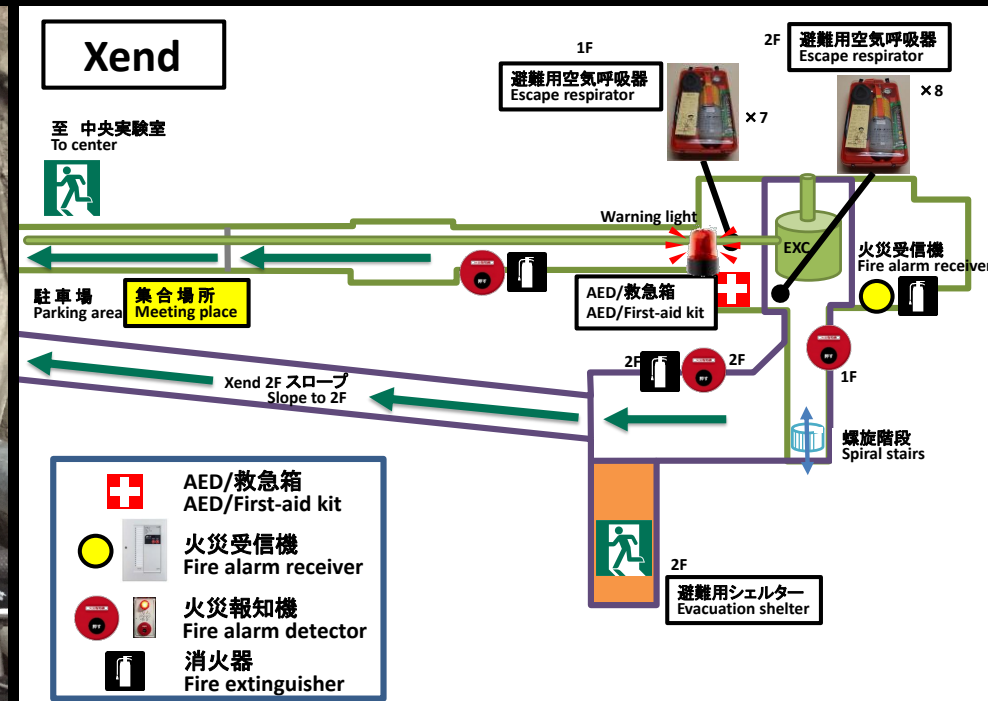 Xend
1F
避難用空気呼吸器
Escape respirator
×7
2F
避難用空気呼吸器
Escape respirator
×8
至 中央実験室
To center
Warning light
EXC
火災受信機
Fire alarm receiver
駐車場
Parking area
集合場所
Meeting place
AED/救急箱
AED/First-aid kit
2F
2F
1F
Xend 2F スロープ
Slope to 2F
螺旋階段
Spiral stairs
2F
避難用シェルター
Evacuation shelter
AED/救急箱
AED/First-aid kit
火災受信機
Fire alarm receiver
火災報知機
Fire alarm detector
消火器
Fire extinguisher